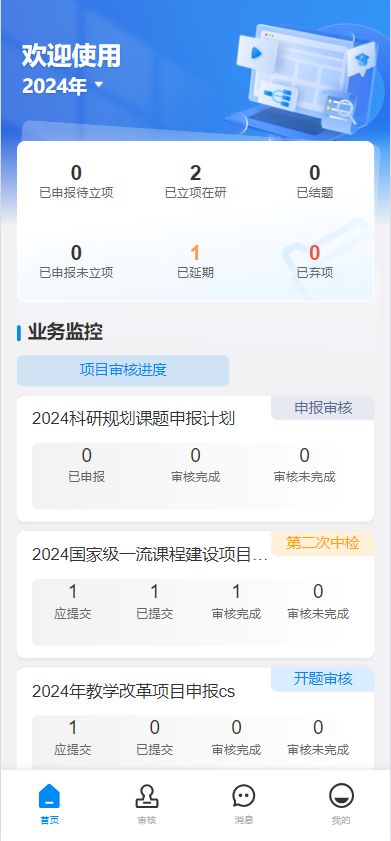 欢迎使用
2024年
0 2 0
已申报待立项 已立项在研 已结题
0 1 0
已申报未立项 已延期 已弃项
业务监控
项目审核进度
申报审核
2024科研规划课题申报计划
0 0 0
已申报 审核完成 审核未完成
第二次中检
2024国家级一流课程建设项目...
1 1 1 0
应提交 已提交 审核完成 审核未完成
开题审核
2024年教学改革项目申报cs
1 0 0 0
应提交 已提交 审核完成 审核未完成
首页 审核 消息 我的